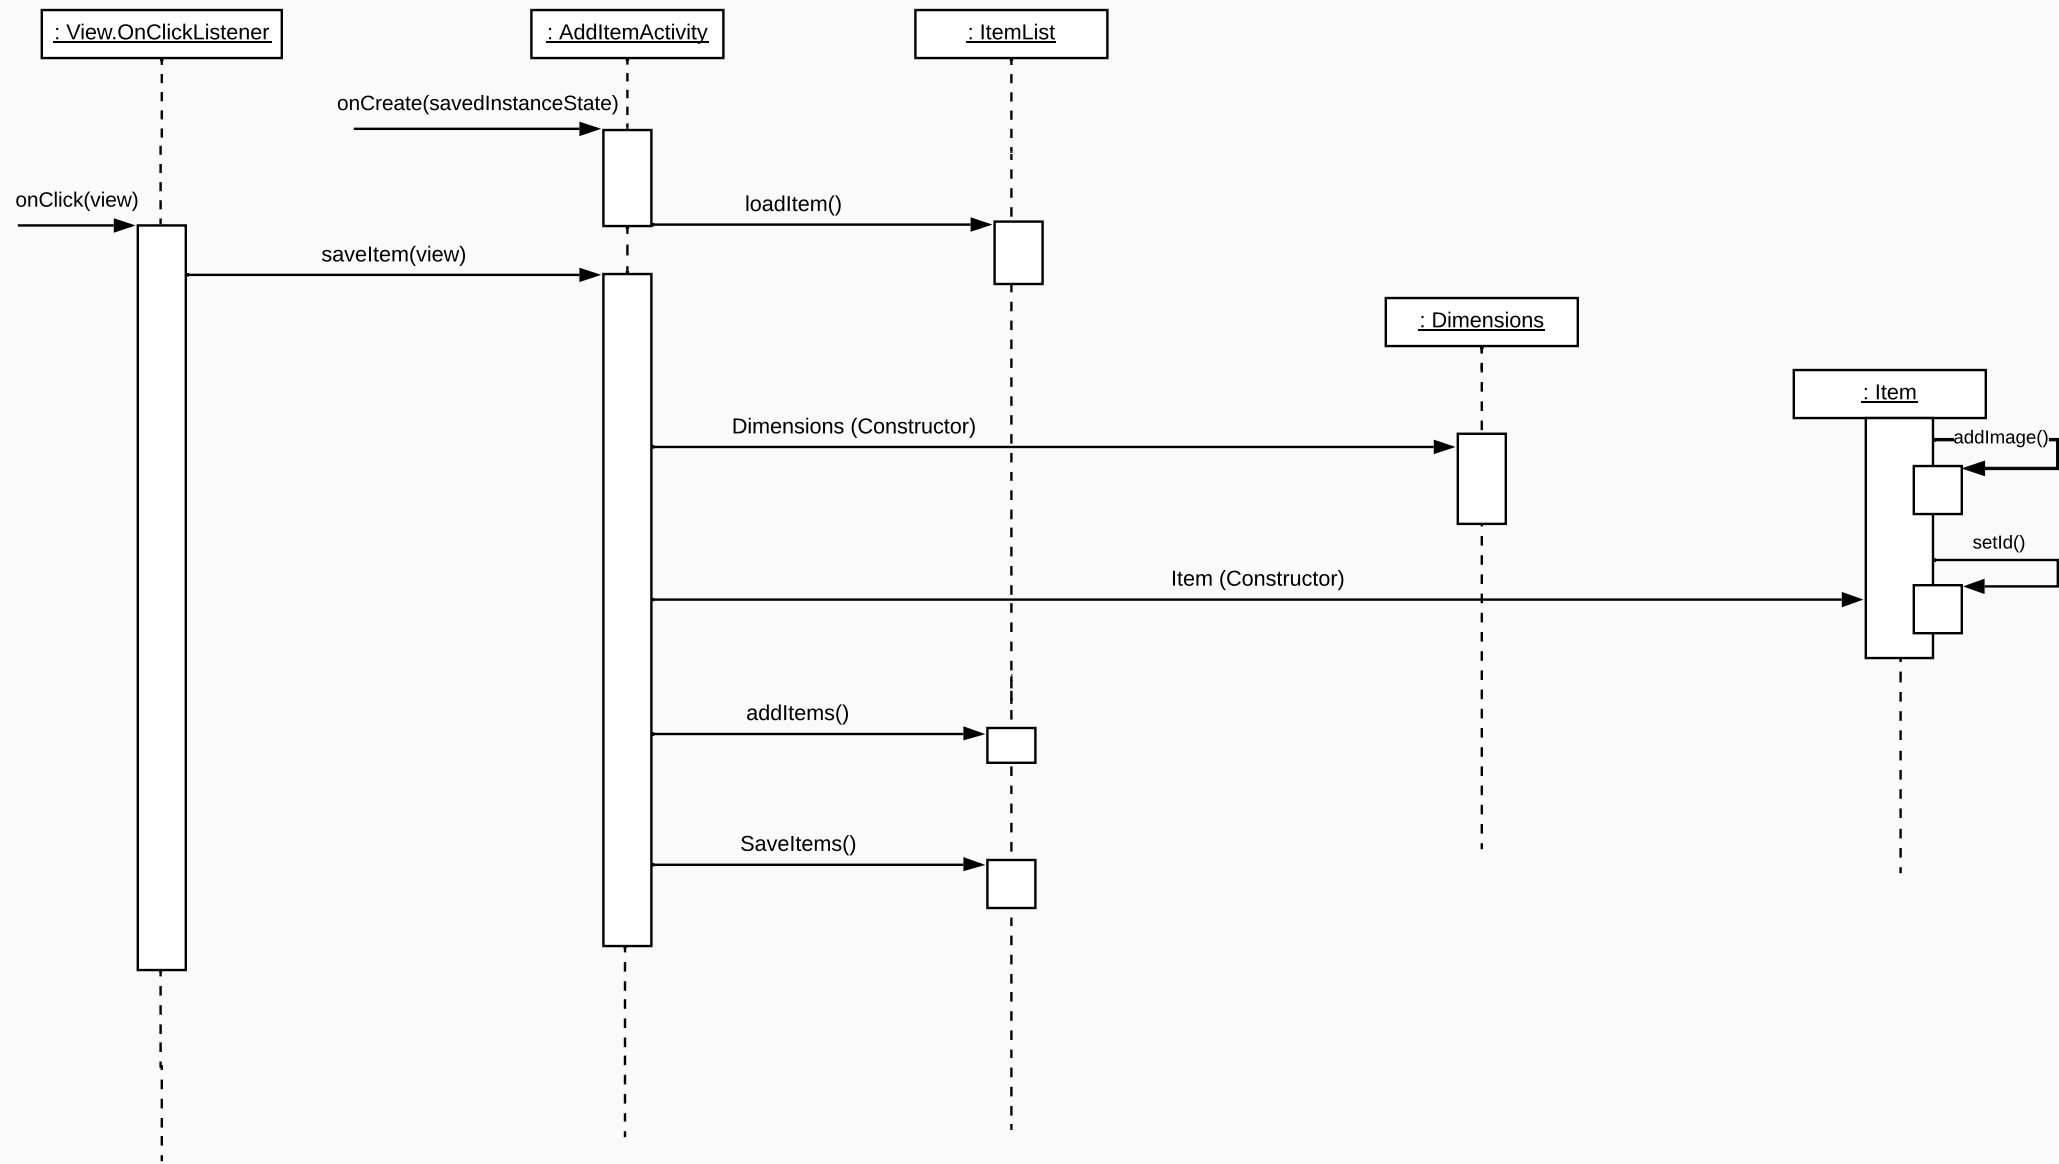 : View.OnClickListener
: AddItemActivity
: ItemList
onCreate(savedInstanceState)
onClick(view)
loadItem()
saveItem(view)
: Dimensions
: Item
Dimensions (Constructor)
addImage()
setId()
Item (Constructor)
addItems()
SaveItems()